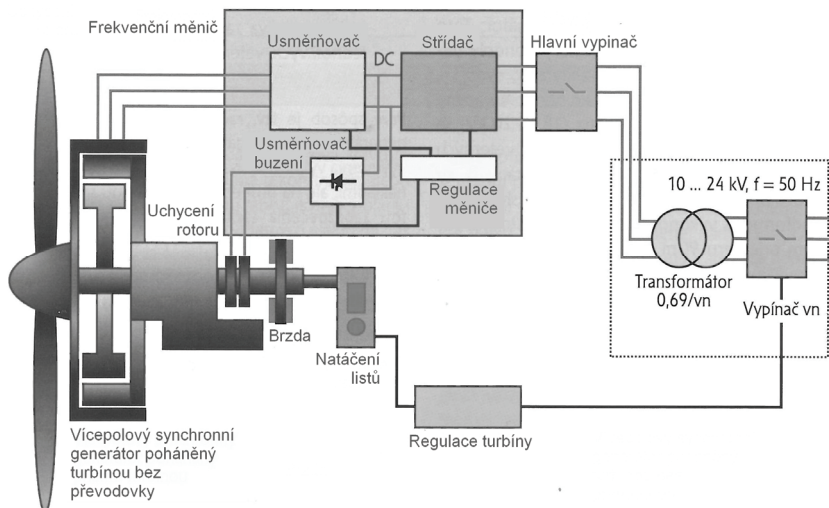 Frekvenční měnič
Usměrňovač
DC
Střídač
Hlavní vypinač
Usměrňovač
buzení
Regulace
měniče
Uchycení
rotoru
10 ... 24 kV, f = 50 Hz
Transformátor
0,69/vn
Vypínač vn
Brzda
Natáčení
listů
Regulace turbíny
Vícepolový synchronní
generátor poháněný
turbínou bez
převodovky